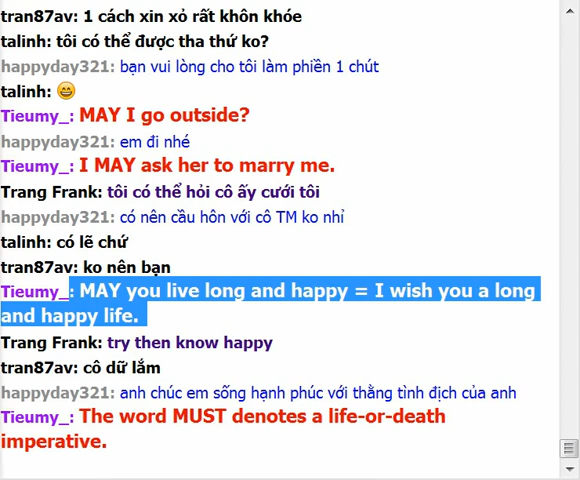 tran87av: 1 cách xin xỏ rất khôn khóe
talinh: tôi có thể được tha thứ ko?
happyday321: bạn vui lòng cho tôi làm phiền 1 chút
talinh: 😄
Tieumy_: MAY I go outside?
happyday321: em đi nhé
Tieumy_: I MAY ask her to marry me.
Trang Frank: tôi có thể hỏi cô ấy cưới tôi
happyday321: có nên cầu hôn với cô TM ko nhỉ
talinh: có lẽ chứ
tran87av: ko nên bạn
Tieumy_: MAY you live long and happy = I wish you a long
and happy life.
Trang Frank: try then know happy
tran87av: cô dữ lắm
happyday321: anh chúc em sống hạnh phúc với thằng tình địch của anh
Tieumy_: The word MUST denotes a life-or-death
imperative.